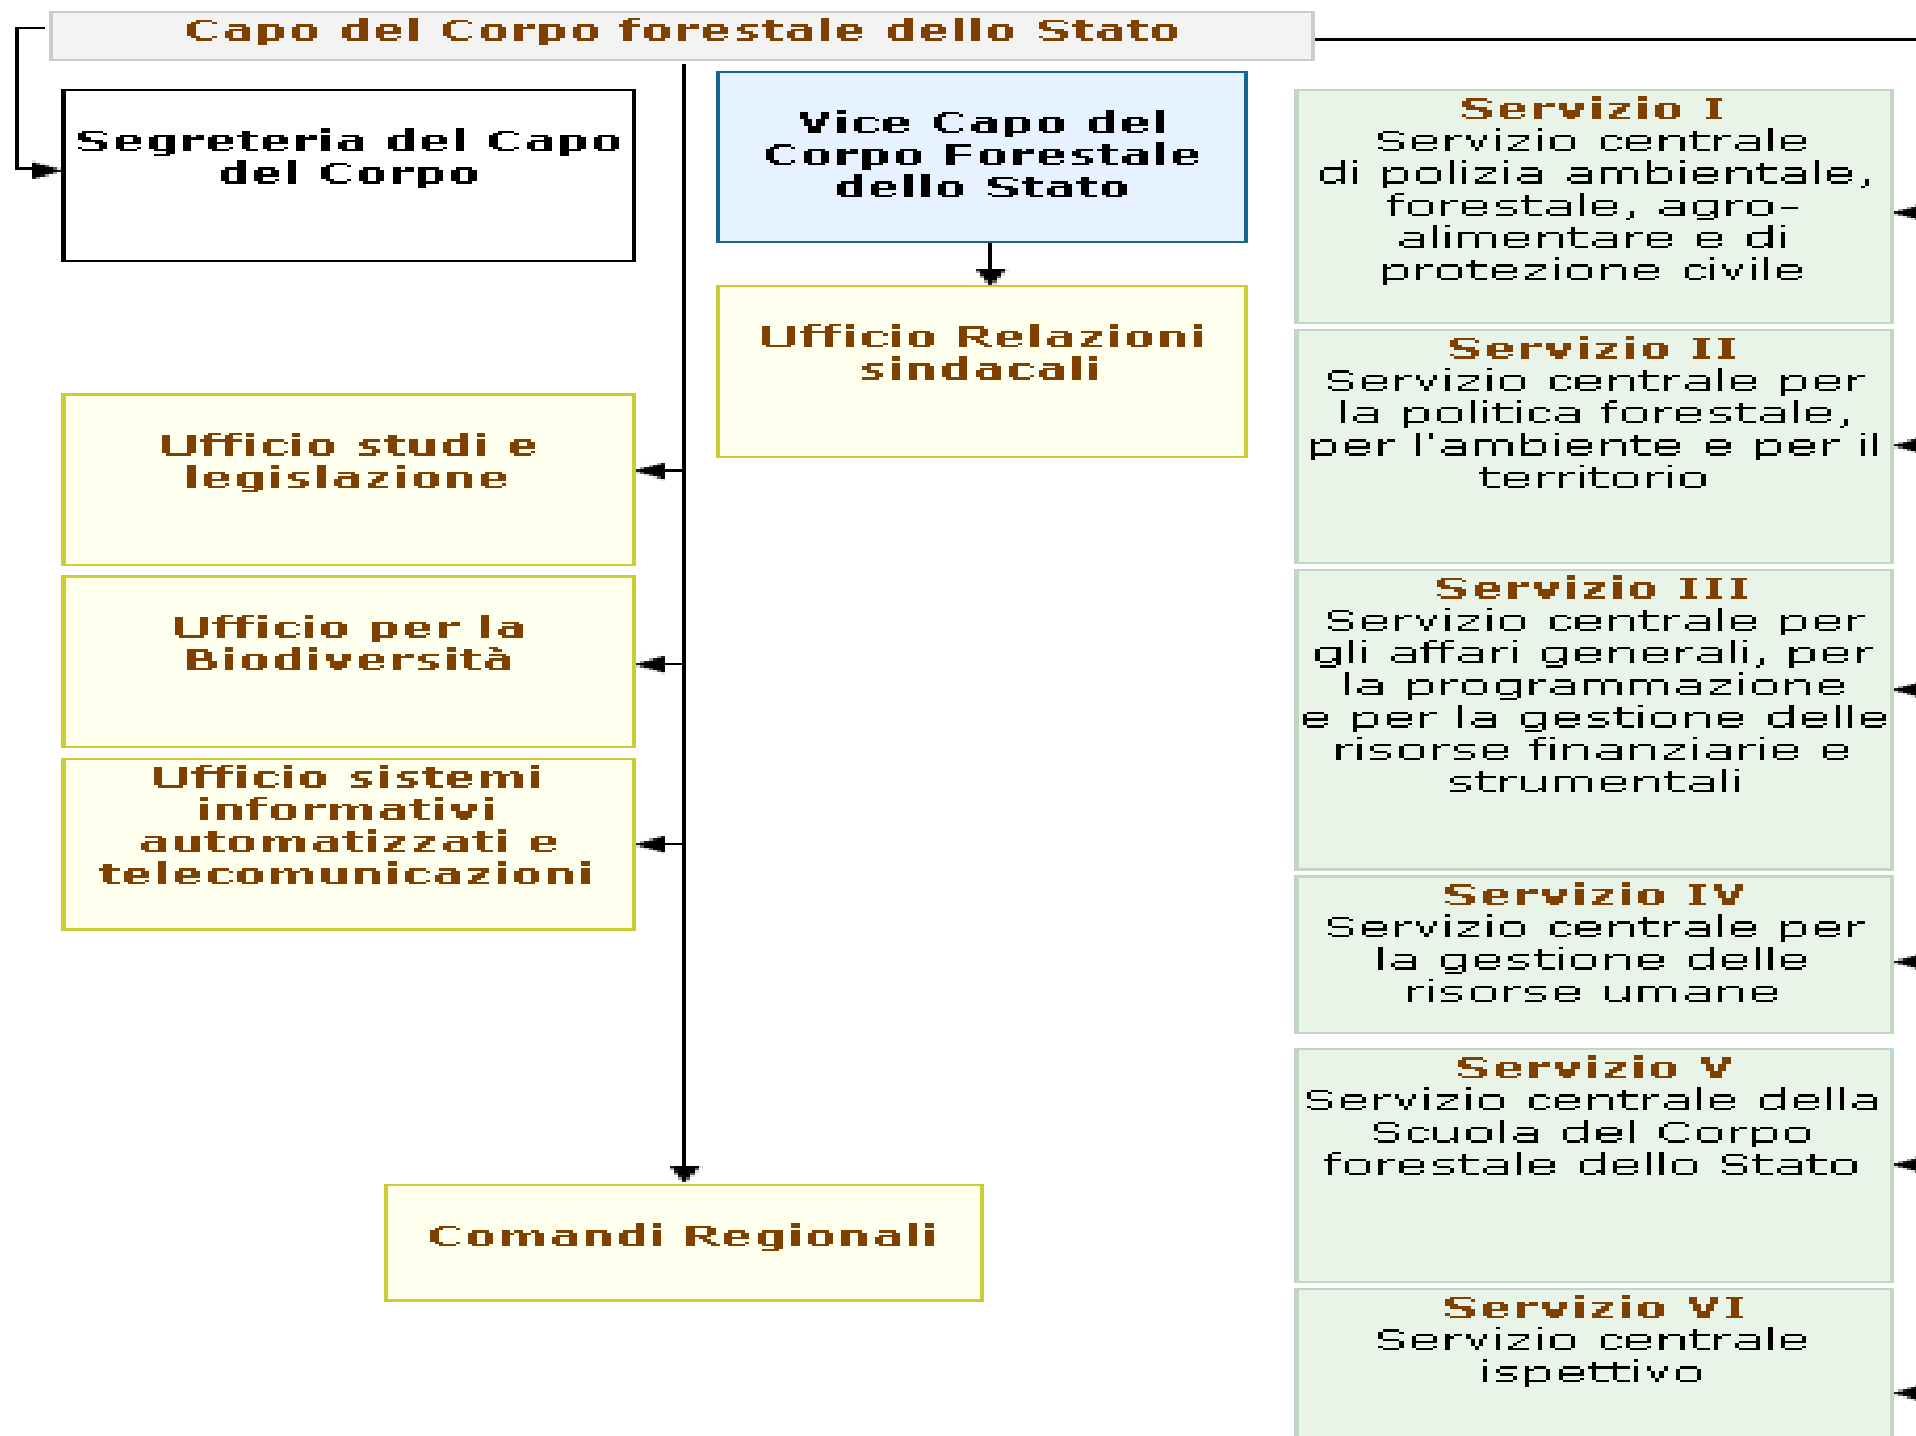 Capo del Corpo forestale dello Stato
Segreteria del Capo
del Corpo
Vice Capo del
Corpo Forestale
dello Stato
Ufficio Relazioni
sindacali
Ufficio studi e
legislazione
Ufficio per la
Biodiversità
Ufficio sistemi
informativi
automatizzati e
telecomunicazioni
Comandi Regionali
Servizio I
Servizio centrale
di polizia ambientale,
forestale, agro-
alimentare e di
protezione civile
Servizio II
Servizio centrale per
la politica forestale,
per l'ambiente e per il
territorio
Servizio III
Servizio centrale per
gli affari generali, per
la programmazione
e per la gestione delle
risorse finanziarie e
strumentali
Servizio IV
Servizio centrale per
la gestione delle
risorse umane
Servizio V
Servizio centrale della
Scuola del Corpo
forestale dello Stato
Servizio VI
Servizio centrale
ispettivo